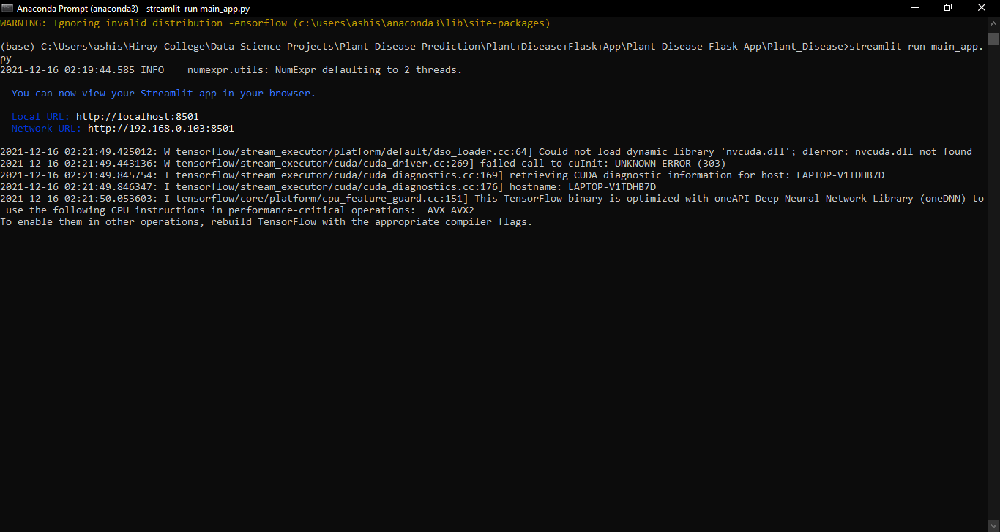 Anaconda Prompt (anaconda3) - streamlit  run main_app.py
WARNING: Ignoring invalid distribution -ensorflow (c:\users\ashis\anaconda3\lib\site-packages)
(base) C:\Users\ashis\Hiray College\Data Science Projects\Plant Disease Prediction\Plant+Disease+Flask+App\Plant Disease Flask App\Plant_Disease>streamlit run main_app.
py
2021-12-16 02:19:44.585 INFO    numexpr.utils: NumExpr defaulting to 2 threads.
You can now view your Streamlit app in your browser.
Local URL: http://localhost:8501
Network URL: http://192.168.0.103:8501
2021-12-16 02:21:49.425012: W tensorflow/stream_executor/platform/default/dso_loader.cc:64] Could not load dynamic library 'nvcuda.dll'; dlerror: nvcuda.dll not found
2021-12-16 02:21:49.443136: W tensorflow/stream_executor/cuda/cuda_driver.cc:269] failed call to cuInit: UNKNOWN ERROR (303)
2021-12-16 02:21:49.845754: I tensorflow/stream_executor/cuda/cuda_diagnostics.cc:169] retrieving CUDA diagnostic information for host: LAPTOP-V1TDHB7D
2021-12-16 02:21:49.846347: I tensorflow/stream_executor/cuda/cuda_diagnostics.cc:176] hostname: LAPTOP-V1TDHB7D
2021-12-16 02:21:50.053603: I tensorflow/core/platform/cpu_feature_guard.cc:151] This TensorFlow binary is optimized with oneAPI Deep Neural Network Library (oneDNN) to
use the following CPU instructions in performance-critical operations:  AVX AVX2
To enable them in other operations, rebuild TensorFlow with the appropriate compiler flags.